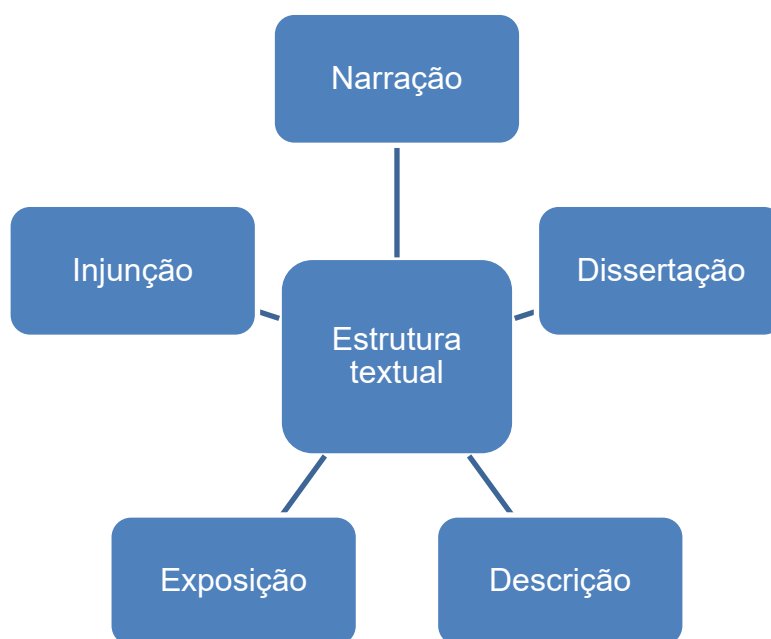 Narração
Injunção
Dissertação
Estrutura
textual
Exposição
Descrição